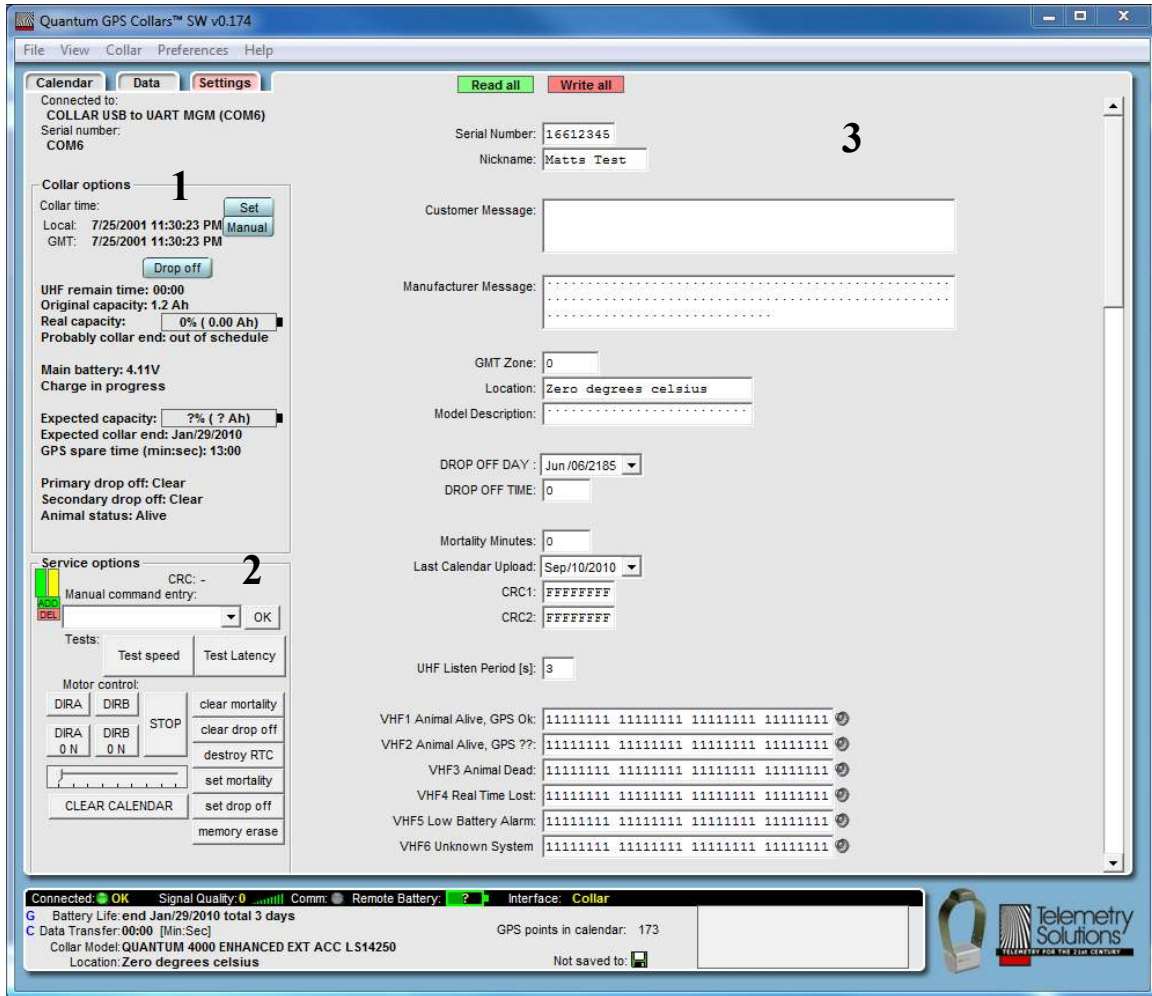 Quantum GPS Collars™ SW v0.174
File View Collar Preferences Help
Calendar Data Settings
Connected to:
COLLAR USB to UART MGM (COM6)
Serial number:
COM6
Collar options
1
Collar time:
Set
Local: 7/25/2001 11:30:23 PM
Manual
GMT: 7/25/2001 11:30:23 PM
Drop off
UHF remain time: 00:00
Original capacity: 1.2 Ah
Real capacity: 0% ( 0.00 Ah)
Probably collar end: out of schedule
Main battery: 4.11V
Charge in progress
Expected capacity: ?% ( ? Ah)
Expected collar end: Jan/29/2010
GPS spare time (min:sec): 13:00
Primary drop off: Clear
Secondary drop off: Clear
Animal status: Alive
Service options
2
CRC: -
Manual command entry:
ADD
DEL
OK
Tests:
Test speed Test Latency
Motor control:
DIRA DIRB STOP clear mortality
DIRA 0 N DIRB 0 N clear drop off
destroy RTC
set mortality
CLEAR CALENDAR set drop off
memory erase
Read all Write all
3
Serial Number: 16612345
Nickname: Matts Test
Customer Message:
Manufacturer Message: ............
GMT Zone: 0
Location: Zero degrees celsius
Model Description: ............
DROP OFF DAY : Jun/06/2185
DROP OFF TIME: 0
Mortality Minutes: 0
Last Calendar Upload: Sep/10/2010
CRC1: FFFFFFFF
CRC2: FFFFFFFF
UHF Listen Period [s]: 3
VHF1 Animal Alive, GPS Ok: 11111111 11111111 11111111 11111111
VHF2 Animal Alive, GPS ??: 11111111 11111111 11111111 11111111
VHF3 Animal Dead: 11111111 11111111 11111111 11111111
VHF4 Real Time Lost: 11111111 11111111 11111111 11111111
VHF5 Low Battery Alarm: 11111111 11111111 11111111 11111111
VHF6 Unknown System 11111111 11111111 11111111 11111111
Connected: OK Signal Quality: 0 Comm: Remote Battery: ? Interface: Collar
G Battery Life: end Jan/29/2010 total 3 days
C Data Transfer: 00:00 [Min:Sec]
GPS points in calendar: 173
Collar Model: QUANTUM 4000 ENHANCED EXT ACC LS14250
Location: Zero degrees celsius
Not saved to:
Telemetry Solutions
TELEMETRY FOR THE 21st CENTURY